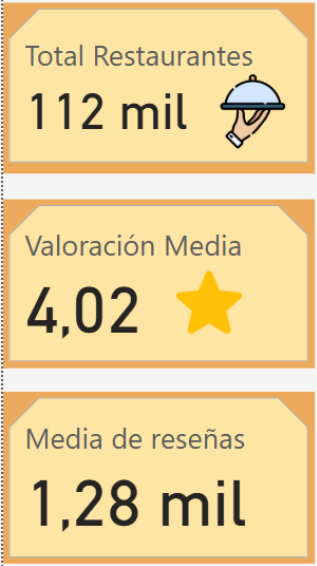 Total Restaurantes
112 mil
Valoración Media
4,02
Media de reseñas
1,28 mil